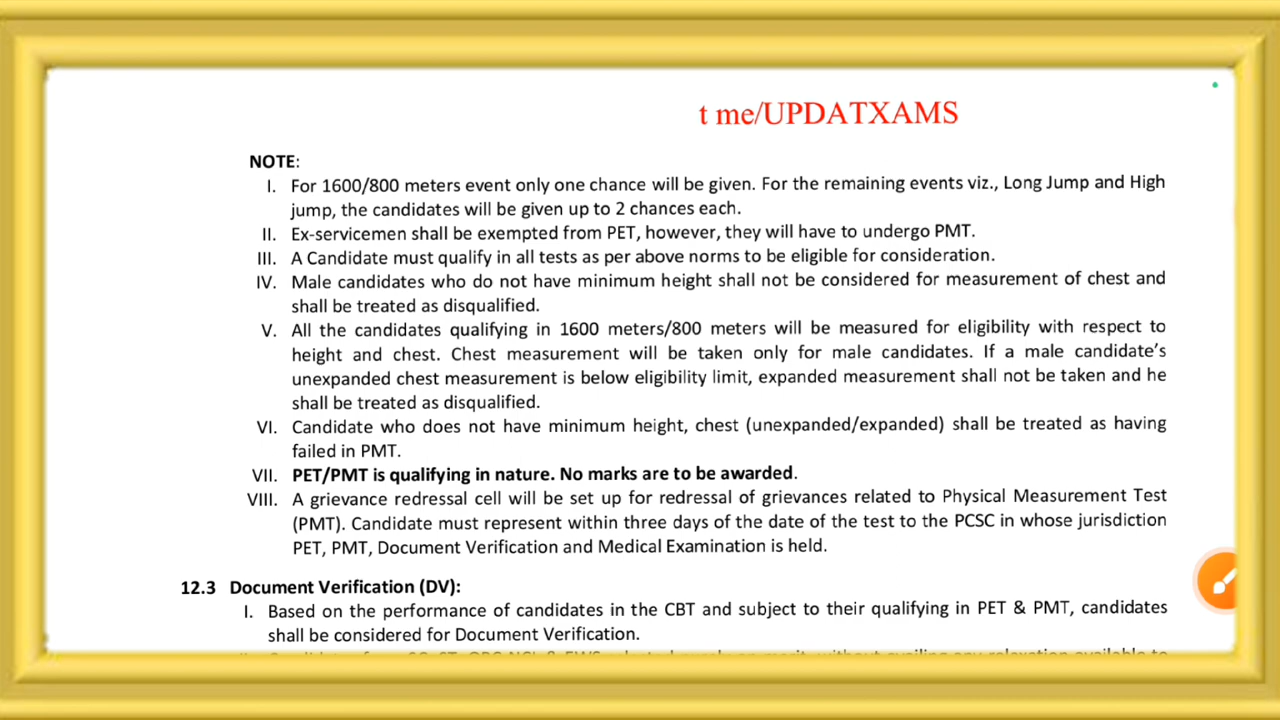 t me/UPDATXAMS
NOTE:
I. For 1600/800 meters event only one chance will be given. For the remaining events viz., Long Jump and High
jump, the candidates will be given up to 2 chances each.
II. Ex-servicemen shall be exempted from PET, however, they will have to undergo PMT.
III. A Candidate must qualify in all tests as per above norms to be eligible for consideration.
IV. Male candidates who do not have minimum height shall not be considered for measurement of chest and
shall be treated as disqualified.
V. All the candidates qualifying in 1600 meters/800 meters will be measured for eligibility with respect to
height and chest. Chest measurement will be taken only for male candidates. If a male candidate's
unexpanded chest measurement is below eligibility limit, expanded measurement shall not be taken and he
shall be treated as disqualified.
VI. Candidate who does not have minimum height, chest (unexpanded/expanded) shall be treated as having
failed in PMT.
VII. PET/PMT is qualifying in nature. No marks are to be awarded.
VIII. A grievance redressal cell will be set up for redressal of grievances related to Physical Measurement Test
(PMT). Candidate must represent within three days of the date of the test to the PCSC in whose jurisdiction
PET, PMT, Document Verification and Medical Examination is held.
12.3 Document Verification (DV):
I. Based on the performance of candidates in the CBT and subject to their qualifying in PET & PMT, candidates
shall be considered for Document Verification.